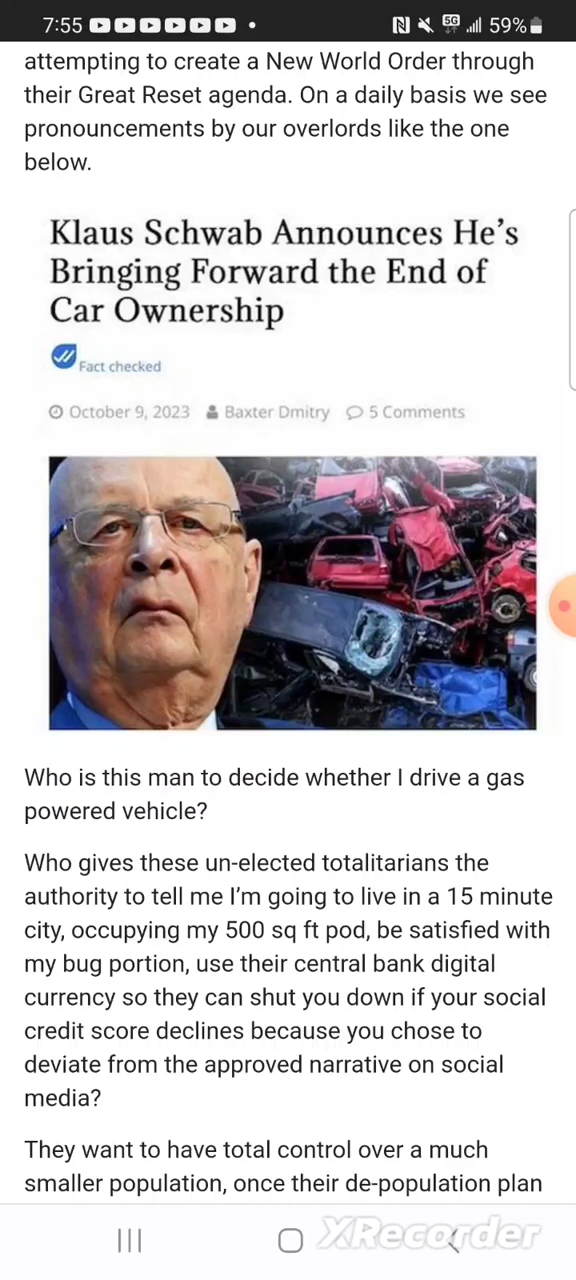 7:55
5G
59%
attempting to create a New World Order through
their Great Reset agenda. On a daily basis we see
pronouncements by our overlords like the one
below.
Klaus Schwab Announces He’s
Bringing Forward the End of
Car Ownership
Fact checked
October 9, 2023 Baxter Dmitry 5 Comments
Who is this man to decide whether I drive a gas
powered vehicle?
Who gives these un-elected totalitarians the
authority to tell me I’m going to live in a 15 minute
city, occupying my 500 sq ft pod, be satisfied with
my bug portion, use their central bank digital
currency so they can shut you down if your social
credit score declines because you chose to
deviate from the approved narrative on social
media?
They want to have total control over a much
smaller population, once their de-population plan
XRecorder